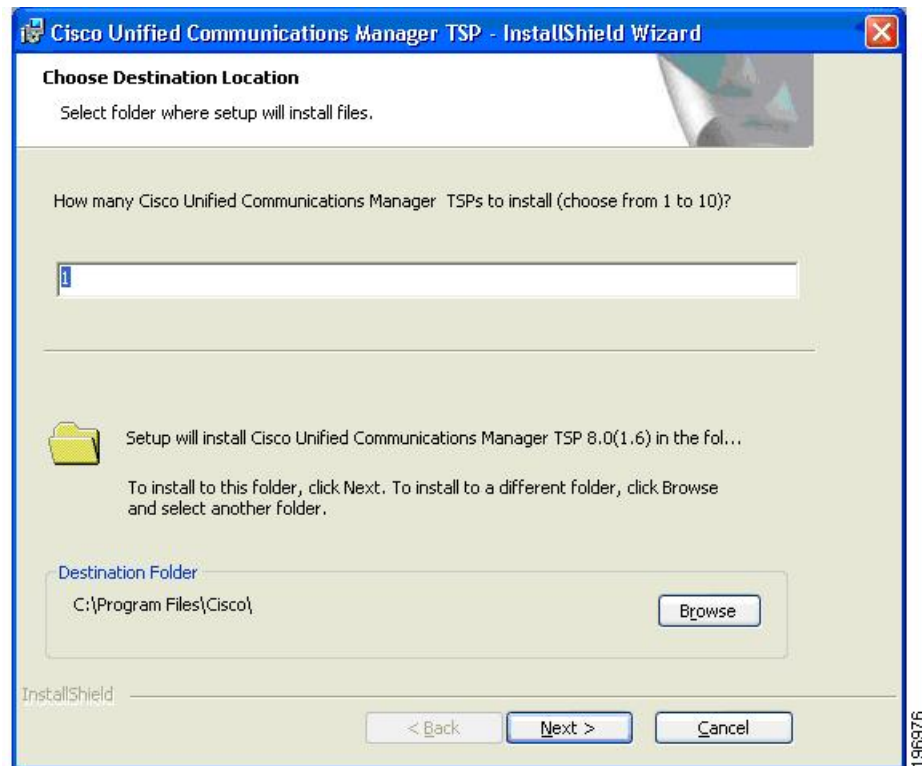 Cisco Unified Communications Manager TSP - InstallShield Wizard
Choose Destination Location
Select folder where setup will install files.
How many Cisco Unified Communications Manager TSPs to install (choose from 1 to 10)?
1
Setup will install Cisco Unified Communications Manager TSP 8.0(1.6) in the fol...
To install to this folder, click Next. To install to a different folder, click Browse
and select another folder.
Destination Folder
C:\Program Files\Cisco\
Browse
InstallShield
< Back
Next >
Cancel
196976